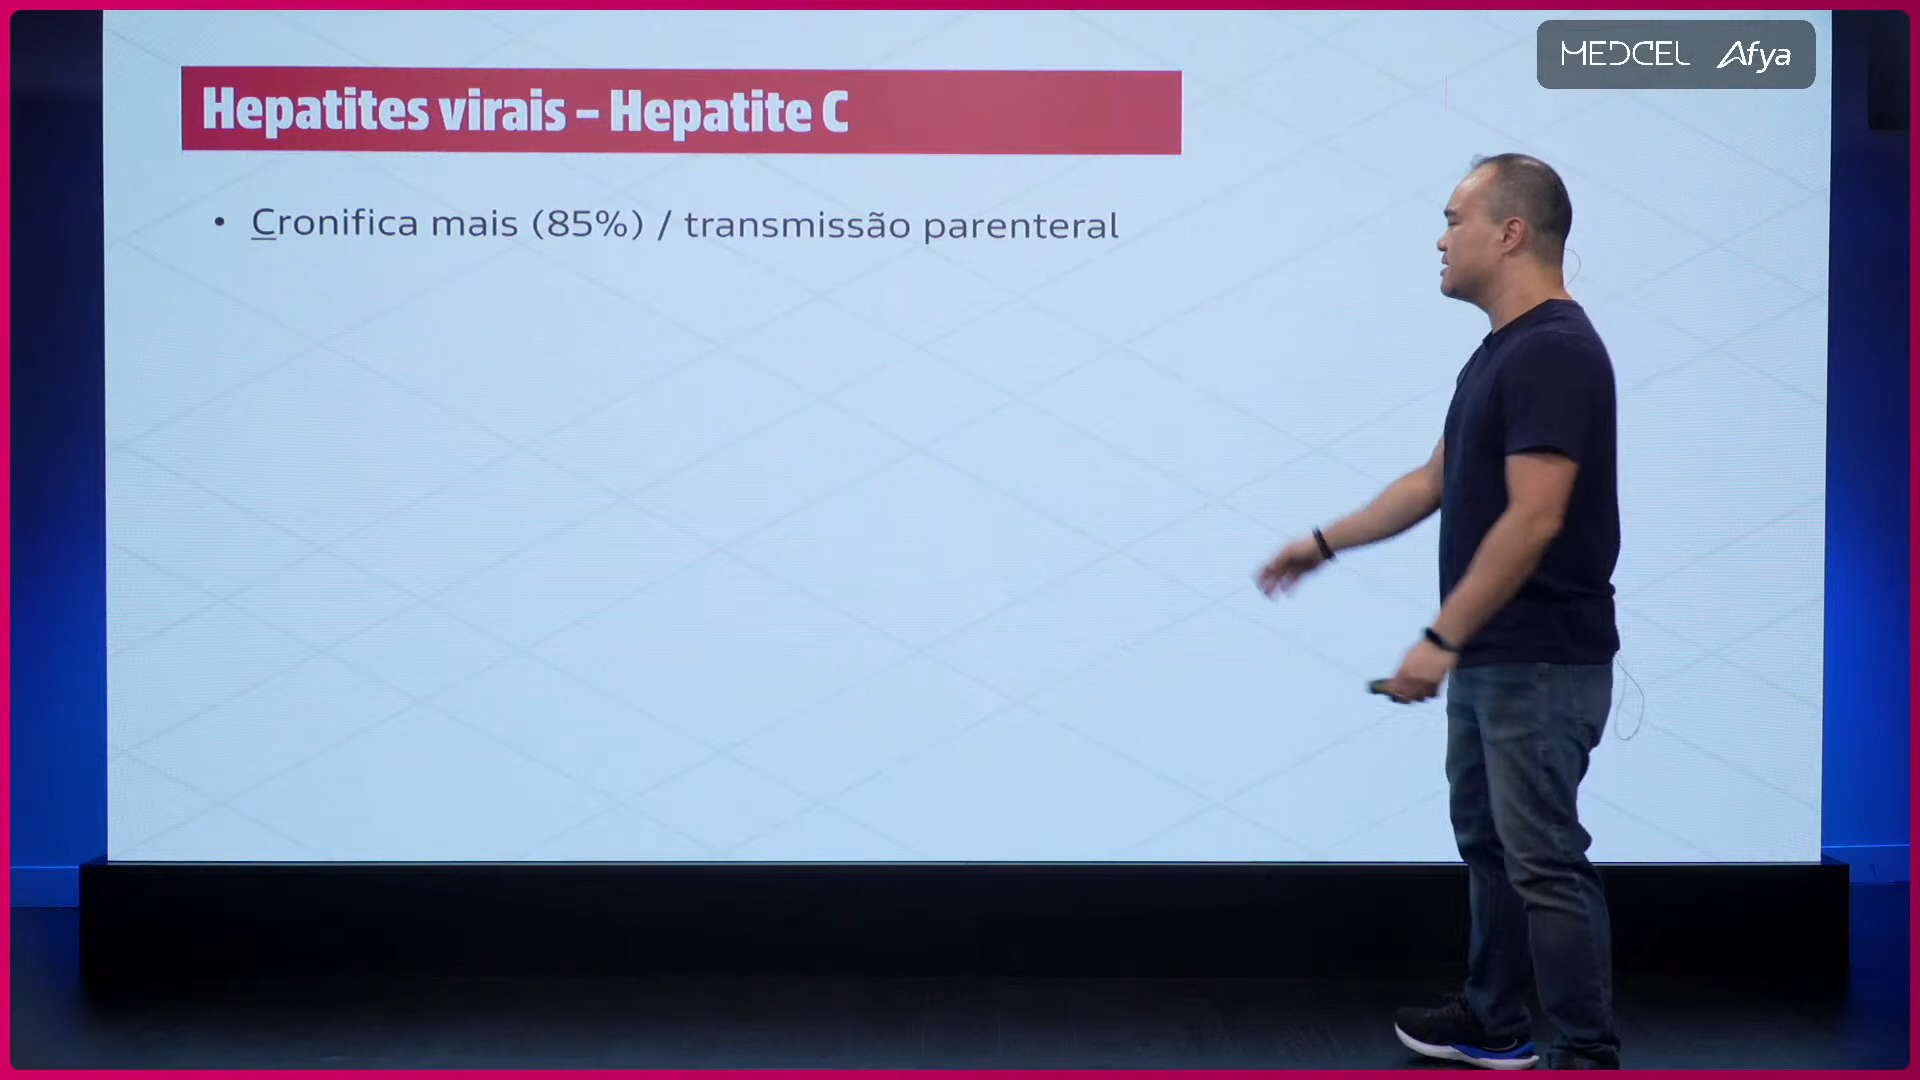 MEDCEL Afya
Hepatites virais – Hepatite C
• Cronifica mais (85%) / transmissão parenteral